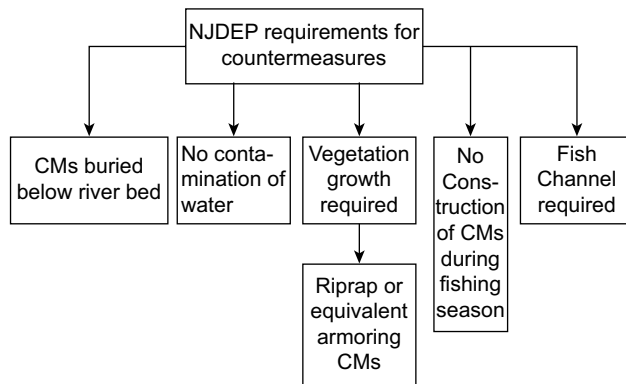 NJDEP requirements for
countermeasures
CMs buried
below river bed
No conta-
mination of
water
Vegetation
growth
required
No
Cons-
truction
of CMs
during
fishing
season
Fish
Channel
required
Riprap or
equivalent
armoring
CMs